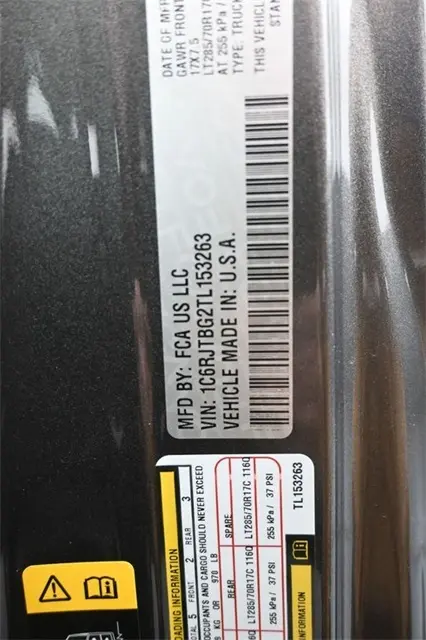 DATE OF MFR
GAWR FRONT
17X7.5
LT285/70R17C
AT 255 kPa /
TYPE: TRUCK
THIS VEHICLE
STAN
MFD BY: FCA US LLC
VIN: 1C6RJTBG2TL153263
VEHICLE MADE IN: U.S.A.
LOADING INFORMATION
TOTAL 5 FRONT 2 REAR 3
OCCUPANTS AND CARGO SHOULD NEVER EXCEED
KG OR 970 LB
REAR SPARE
LT285/70R17C 116Q LT285/70R17C 116Q
255 kPa / 37 PSI 255 kPa / 37 PSI
TL153263
INFORMATION